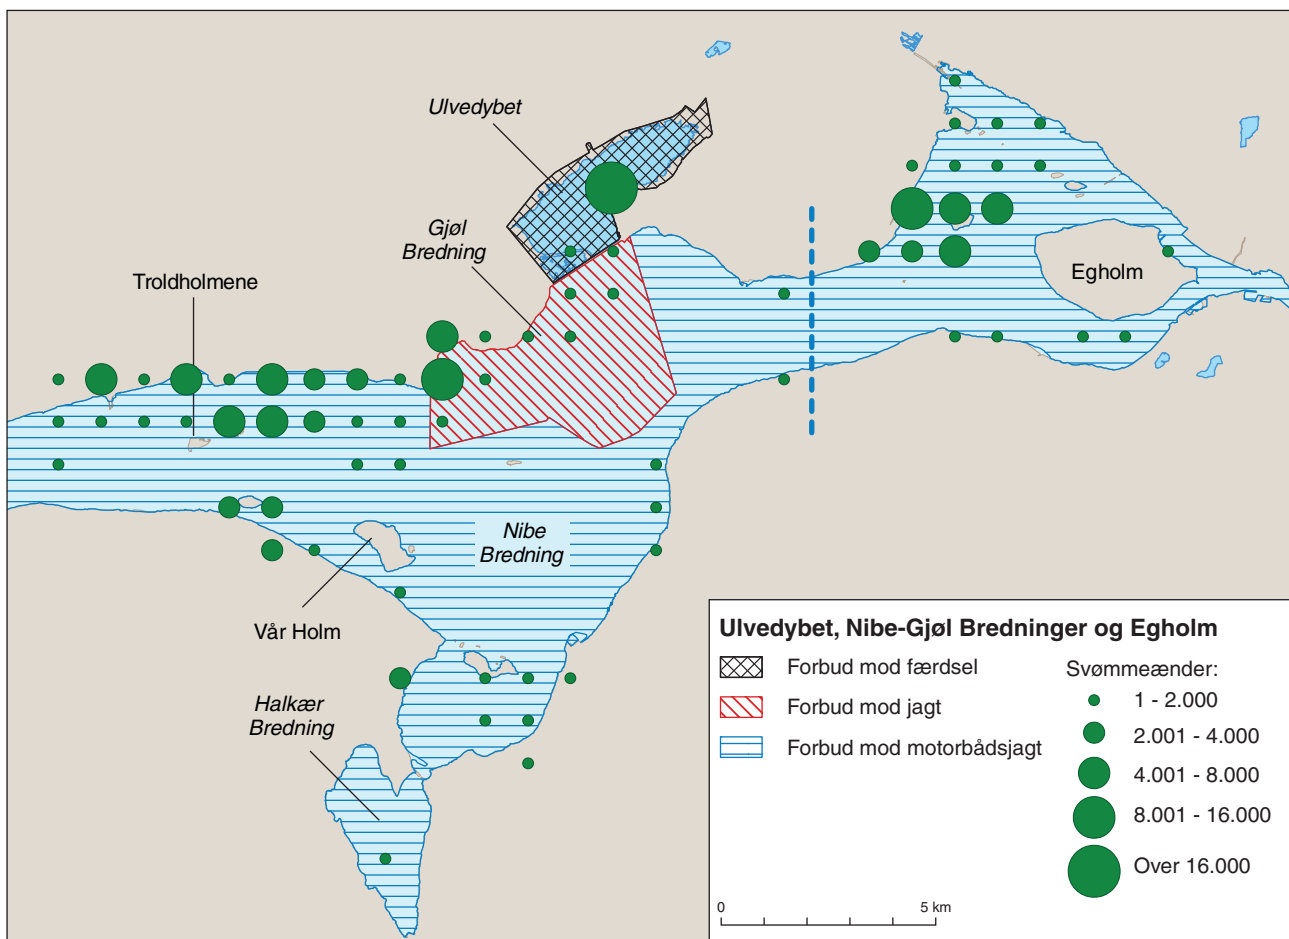 Ulvedybet
Gjøl
Bredning
Troldholmene
Egholm
Nibe
Bredning
Vår Holm
Halkær
Bredning
Ulvedybet, Nibe-Gjøl Bredninger og Egholm
Forbud mod færdsel
Forbud mod jagt
Forbud mod motorbådsjagt
Svømmeænder:
1 - 2.000
2.001 - 4.000
4.001 - 8.000
8.001 - 16.000
Over 16.000
0 5 km